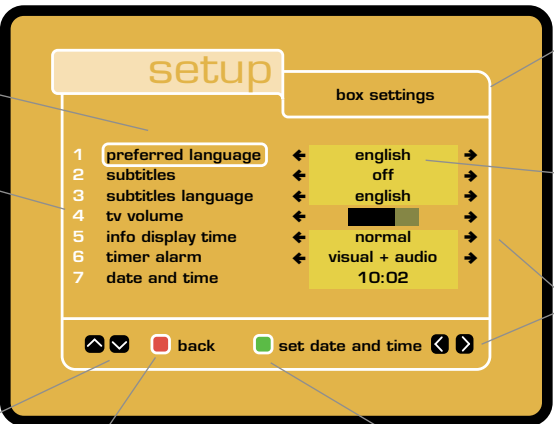 setup
box settings
1 preferred language english
2 subtitles off
3 subtitles language english
4 tv volume
5 info display time normal
6 timer alarm visual + audio
7 date and time 10:02
back set date and time